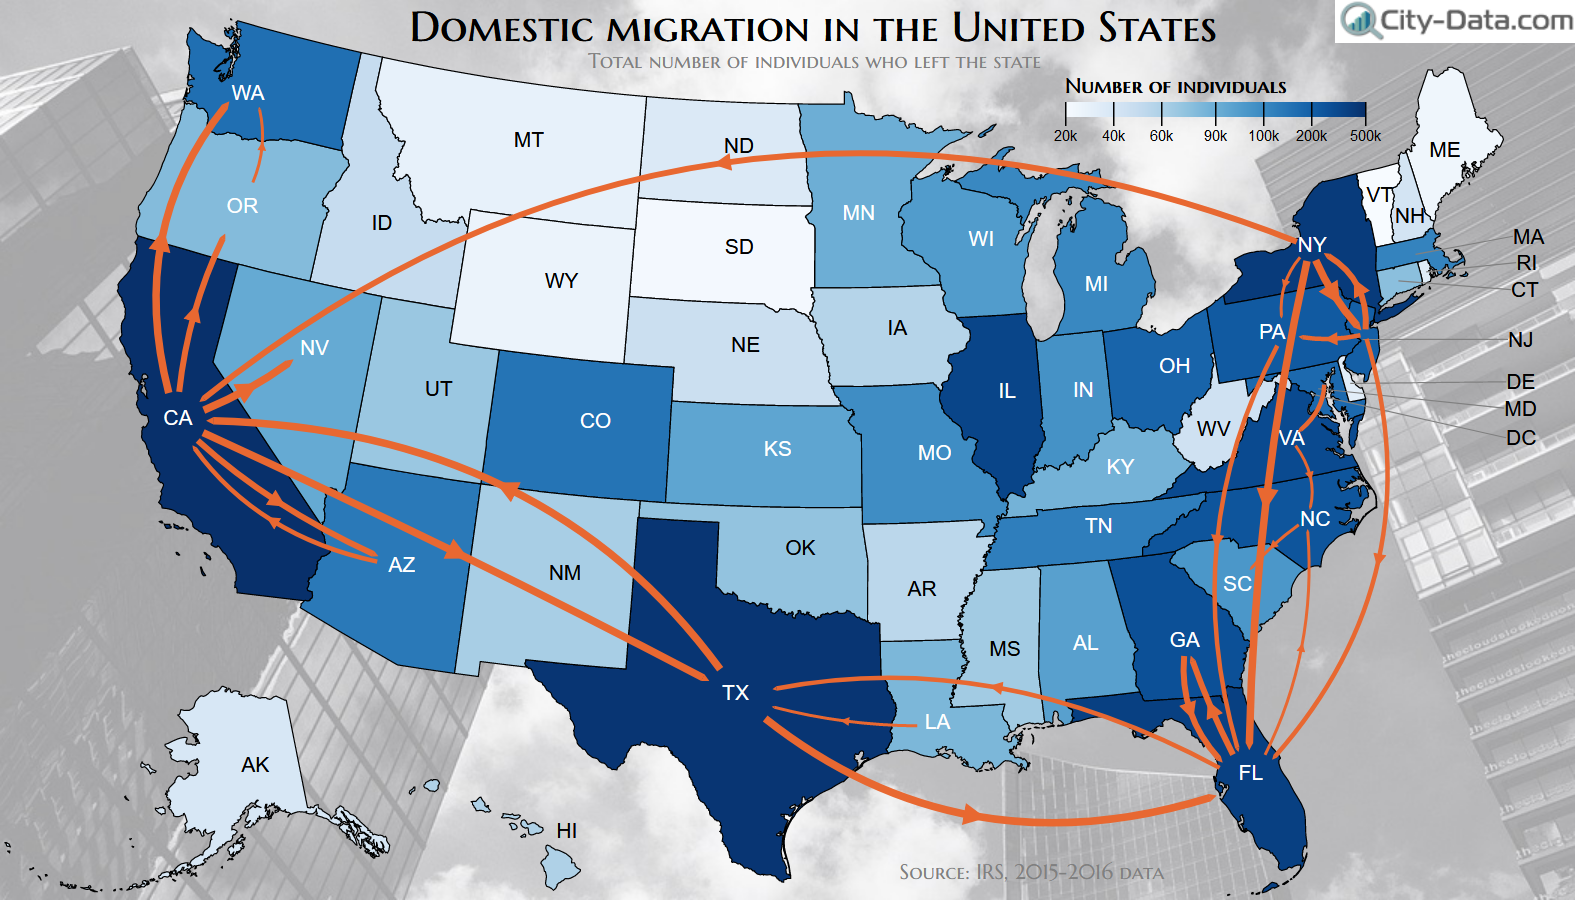 Domestic migration in the United States
City-Data.com
Total number of individuals who left the state
Number of individuals
20k 40k 60k 90k 100k 200k 500k
WA
MT
ND
ME
OR
ID
MN
VT
NH
WI
MA
SD
NY
RI
WY
MI
CT
IA
PA
NJ
NV
NE
OH
UT
IL
IN
DE
MD
CA
CO
WV
VA
DC
KS
MO
KY
NC
TN
OK
AZ
NM
AR
SC
GA
MS
AL
TX
LA
AK
FL
HI
Source: IRS, 2015-2016 data